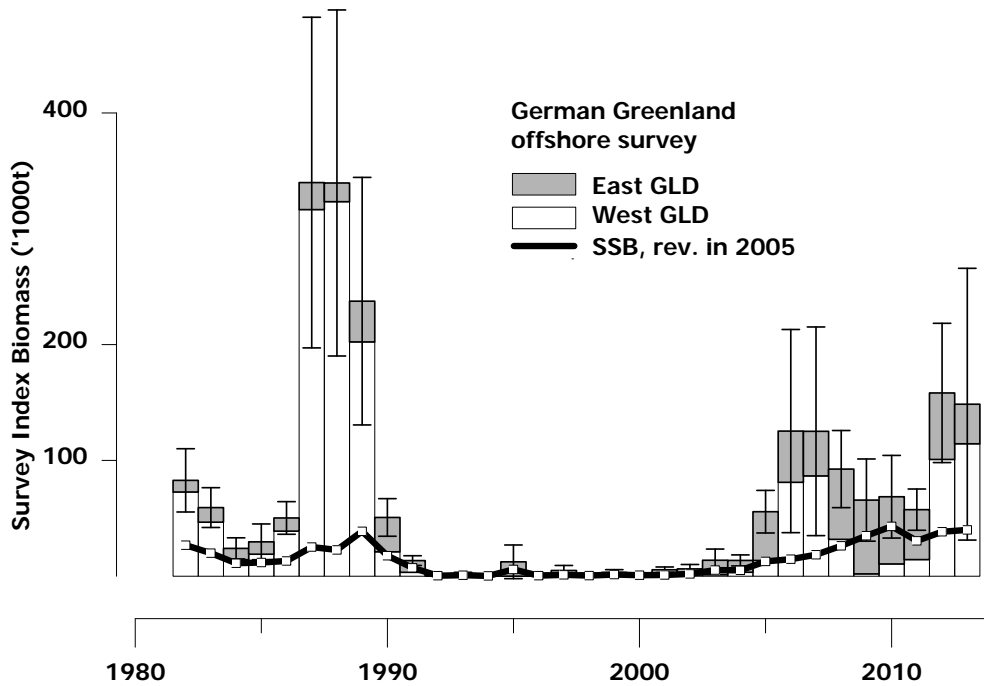 400
200
100
Survey Index Biomass ('1000t)
German Greenland
offshore survey
East GLD
West GLD
SSB, rev. in 2005
1980 1990 2000 2010